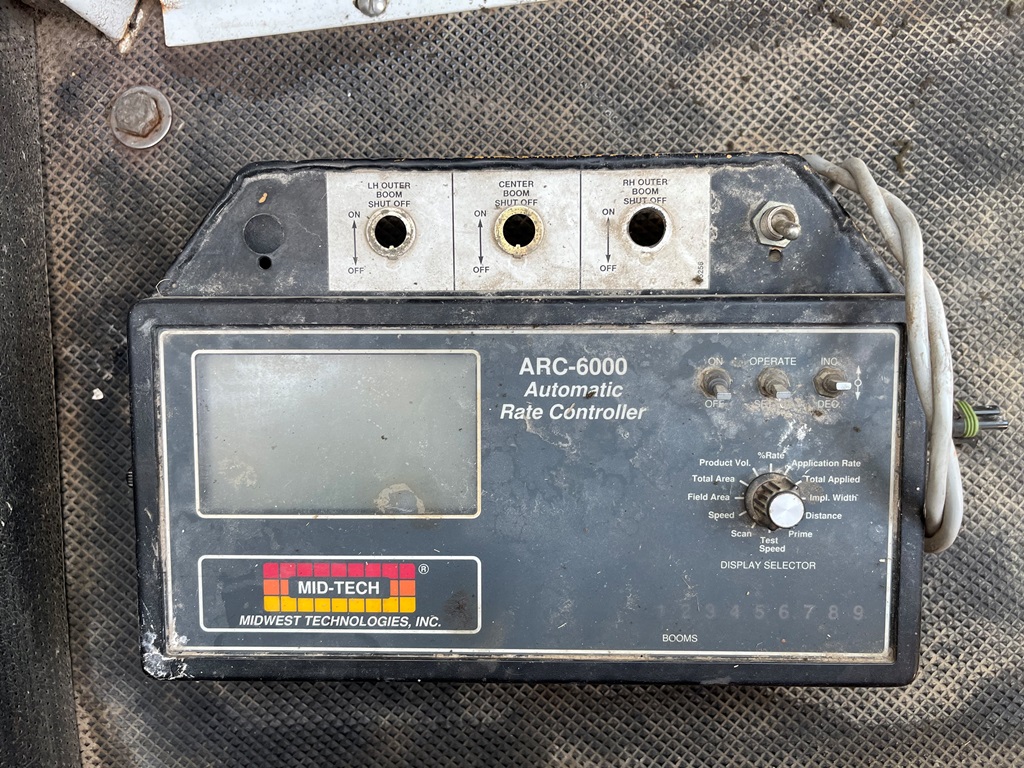 LH OUTER
BOOM
SHUT OFF
ON
OFF
CENTER
BOOM
SHUT OFF
ON
OFF
RH OUTER
BOOM
SHUT OFF
ON
OFF
ARC-6000
Automatic
Rate Controller
ON
OFF
OPERATE
INC
DEC
%Rate
Product Vol.
Application Rate
Total Area
Total Applied
Field Area
Impl. Width
Speed
Distance
Scan
Prime
Test
Speed
DISPLAY SELECTOR
MID-TECH
®
MIDWEST TECHNOLOGIES, INC.
1 2 3 4 5 6 7 8 9
BOOMS